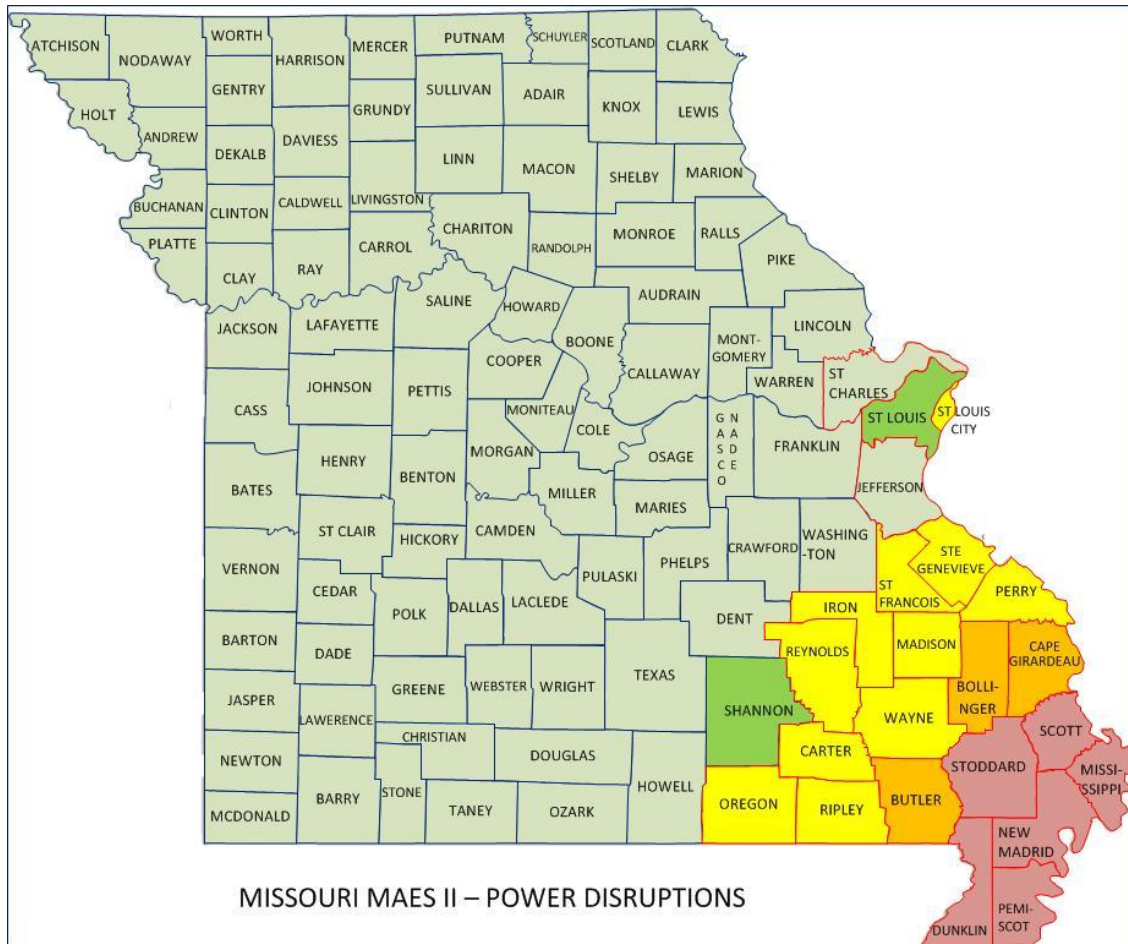 ATCHISON
NODAWAY
WORTH
HARRISON
MERCER
PUTNAM
SCHUYLER
SCOTLAND
CLARK
HOLT
GENTRY
GRUNDY
SULLIVAN
ADAIR
KNOX
LEWIS
ANDREW
DEKALB
DAVIESS
LINN
MACON
SHELBY
MARION
BUCHANAN
CLINTON
CALDWELL
LIVINGSTON
CHARITON
RANDOLPH
MONROE
RALLS
PIKE
PLATTE
CLAY
RAY
CARROL
SALINE
HOWARD
AUDRAIN
LINCOLN
JACKSON
LAFAYETTE
COOPER
BOONE
CALLAWAY
MONT-
GOMERY
WARREN
ST
CHARLES
ST LOUIS
ST LOUIS
CITY
CASS
JOHNSON
PETTIS
MONITEAU
COLE
OSAGE
GASCO
NADE
FRANKLIN
JEFFERSON
BATES
HENRY
BENTON
MORGAN
MILLER
MARIES
VERNON
ST CLAIR
HICKORY
CAMDEN
PULASKI
PHELPS
CRAWFORD
WASHING
-TON
ST
FRANCOIS
STE
GENEVIEVE
PERRY
CEDAR
POLK
DALLAS
LACLEDE
DENT
IRON
MADISON
CAPE
GIRARDEAU
BARTON
DADE
TEXAS
REYNOLDS
BOLLI-
NGER
JASPER
GREENE
WEBSTER
WRIGHT
SHANNON
WAYNE
SCOTT
LAWERENCE
CHRISTIAN
DOUGLAS
CARTER
STODDARD
MISSI-
SSIPPI
NEWTON
BARRY
STONE
TANEY
OZARK
HOWELL
OREGON
RIPLEY
BUTLER
MCDONALD
NEW
MADRID
PEMI-
SCOT
DUNKLIN
MISSOURI MAES II – POWER DISRUPTIONS